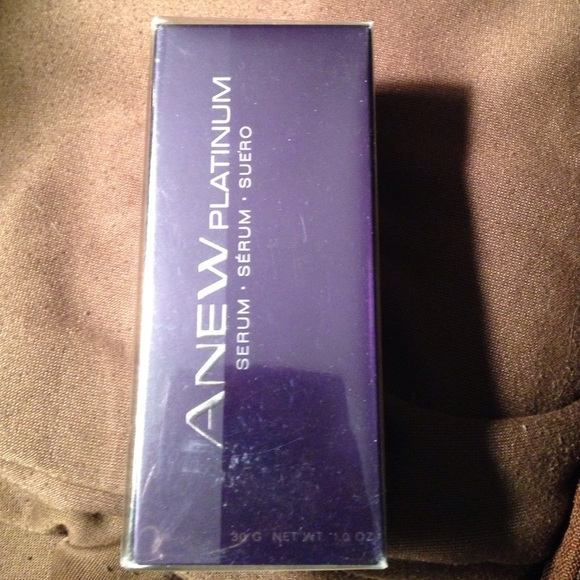 ANEW PLATINUM
SERUM · SÉRUM · SUERO
30 G NET WT. 1.0 OZ